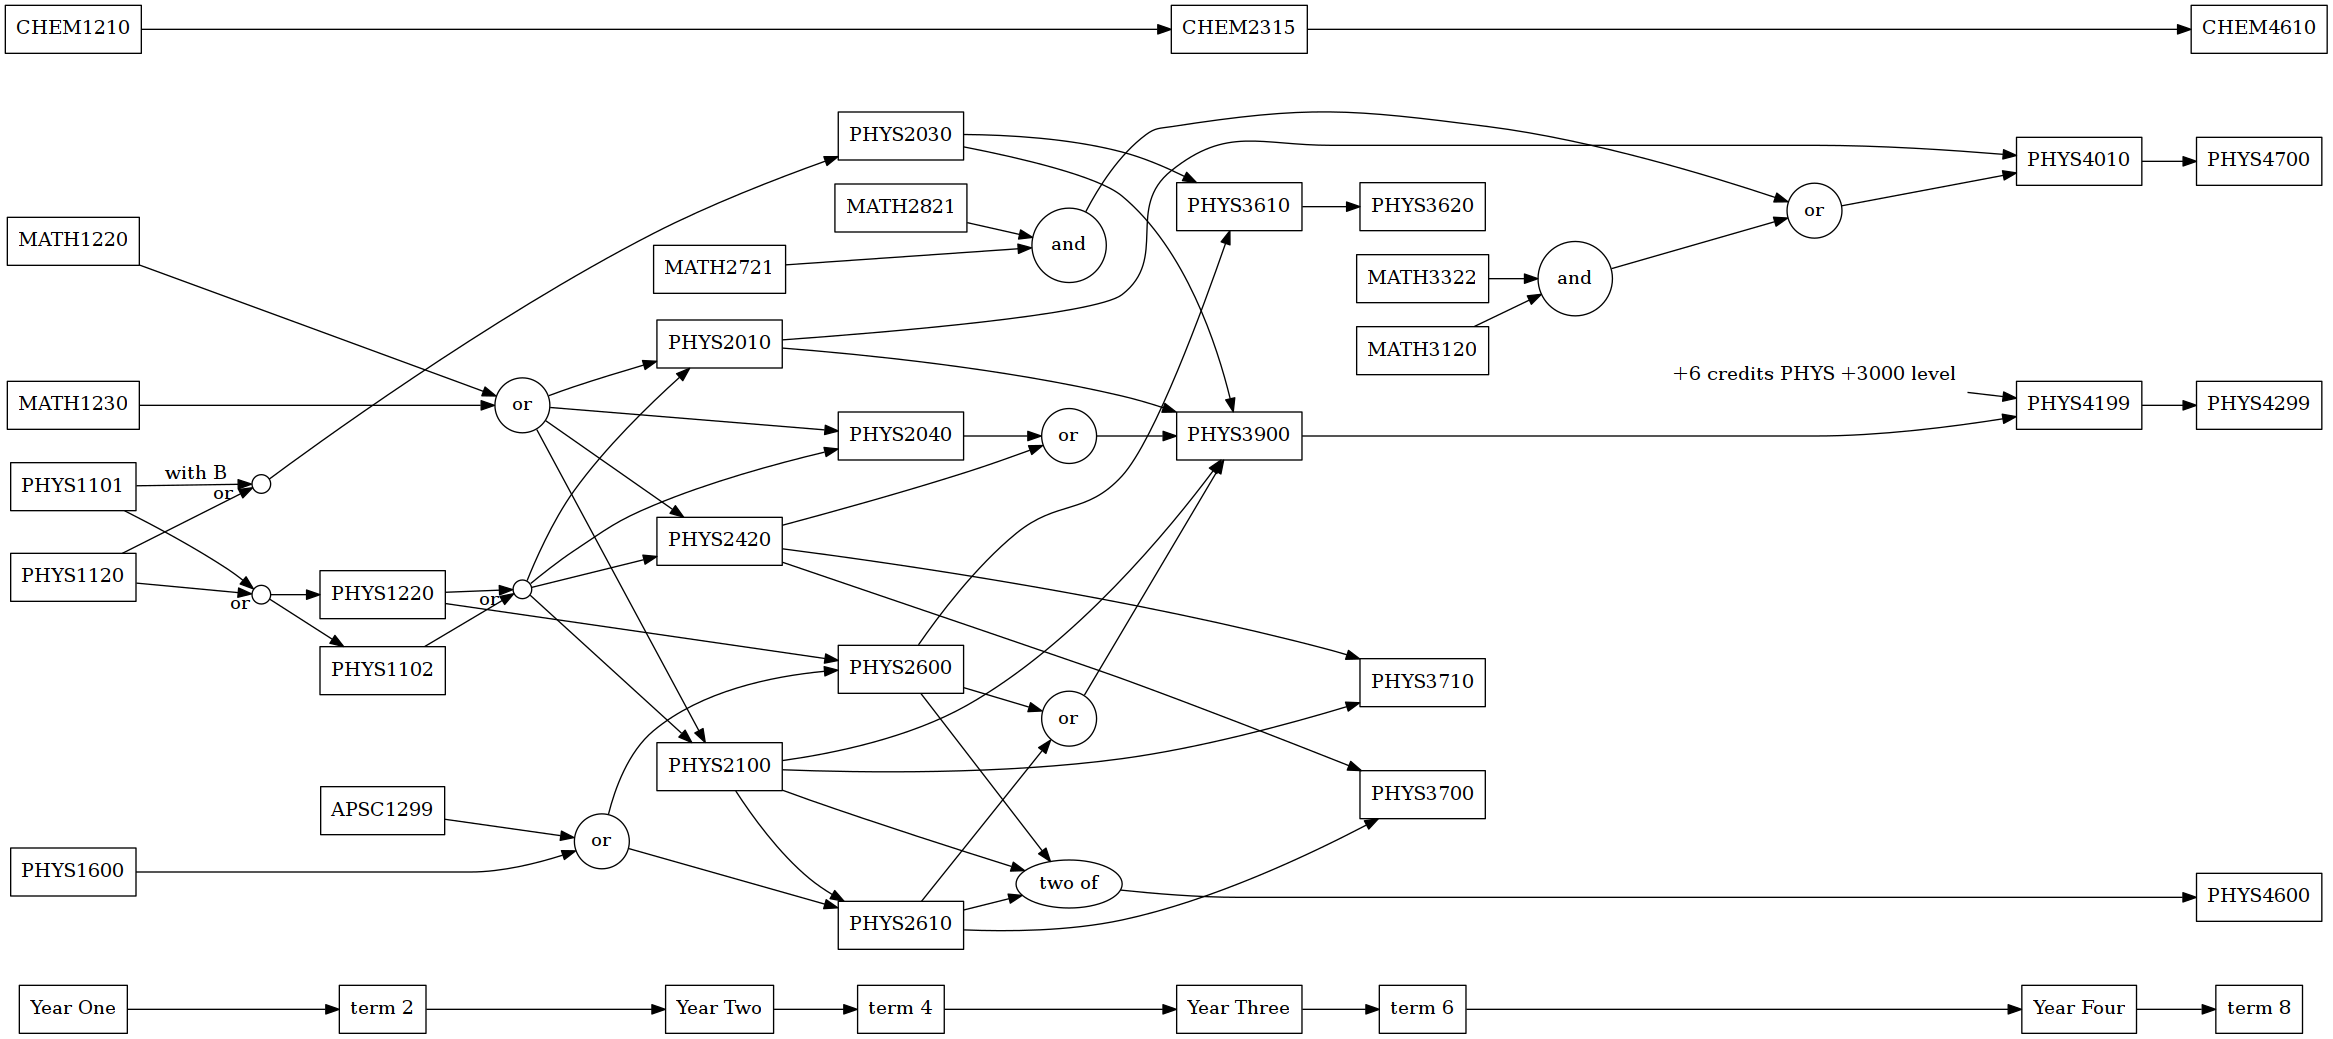 CHEM1210
CHEM2315
CHEM4610
PHYS2030
PHYS4010
PHYS4700
MATH2821
PHYS3610
PHYS3620
or
MATH1220
and
MATH2721
MATH3322
and
PHYS2010
MATH3120
+6 credits PHYS +3000 level
MATH1230
or
PHYS4199
PHYS4299
PHYS2040
or
PHYS3900
with B
PHYS1101
or
PHYS2420
PHYS1120
PHYS1220
or
or
PHYS1102
PHYS2600
PHYS3710
or
PHYS2100
PHYS3700
APSC1299
or
PHYS1600
two of
PHYS4600
PHYS2610
Year One
term 2
Year Two
term 4
Year Three
term 6
Year Four
term 8